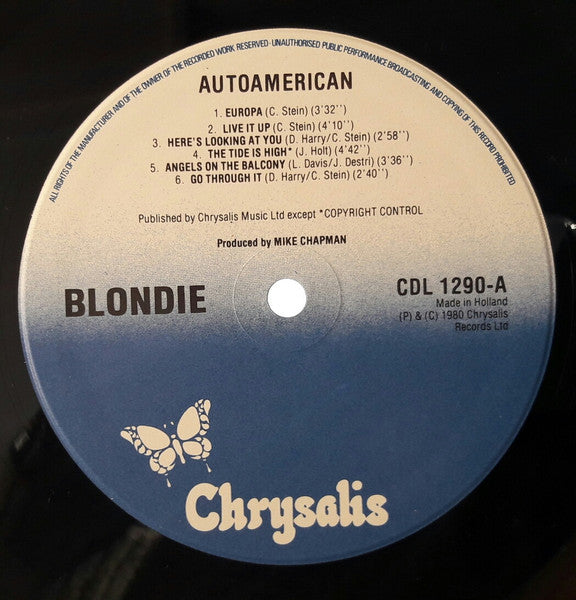 ALL RIGHTS OF THE MANUFACTURER AND OF THE OWNER OF THE RECORDED WORK RESERVED · UNAUTHORISED PUBLIC PERFORMANCE BROADCASTING AND COPYING OF THIS RECORD PROHIBITED
AUTOAMERICAN
1. EUROPA (C. Stein) (3'32'')
2. LIVE IT UP (C. Stein) (4'10'')
3. HERE'S LOOKING AT YOU (D. Harry/C. Stein) (2'58'')
4. THE TIDE IS HIGH* (J. Holt) (4'42'')
5. ANGELS ON THE BALCONY (L. Davis/J. Destri) (3'36'')
6. GO THROUGH IT (D. Harry/C. Stein) (2'40'')
Published by Chrysalis Music Ltd except *COPYRIGHT CONTROL
Produced by MIKE CHAPMAN
BLONDIE
CDL 1290-A
Made in Holland
(P) & (C) 1980 Chrysalis
Records Ltd
Chrysalis